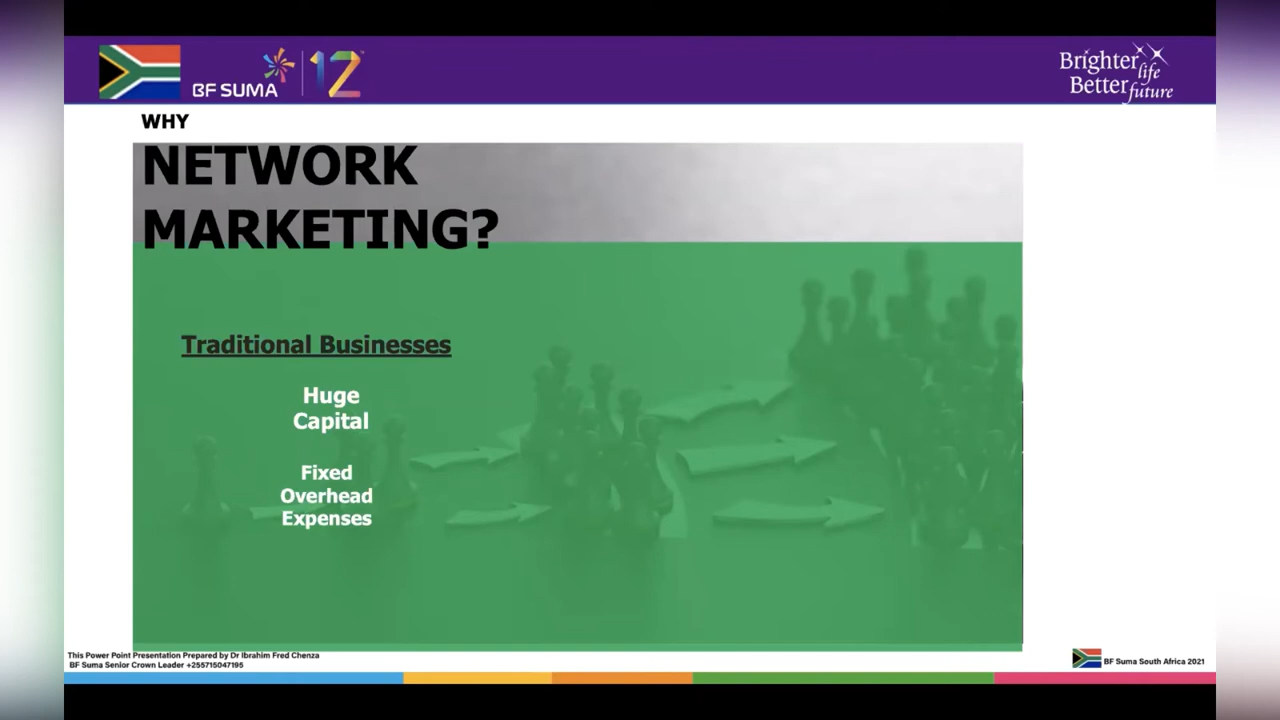 BF SUMA
12
Brighter
life
Better
future
WHY
NETWORK
MARKETING?
Traditional Businesses
Huge
Capital
Fixed
Overhead
Expenses
This Power Point Presentation Prepared by Dr Ibrahim Fred Chenza
BF Suma Senior Crown Leader +255715047195
BF Suma South Africa 2021